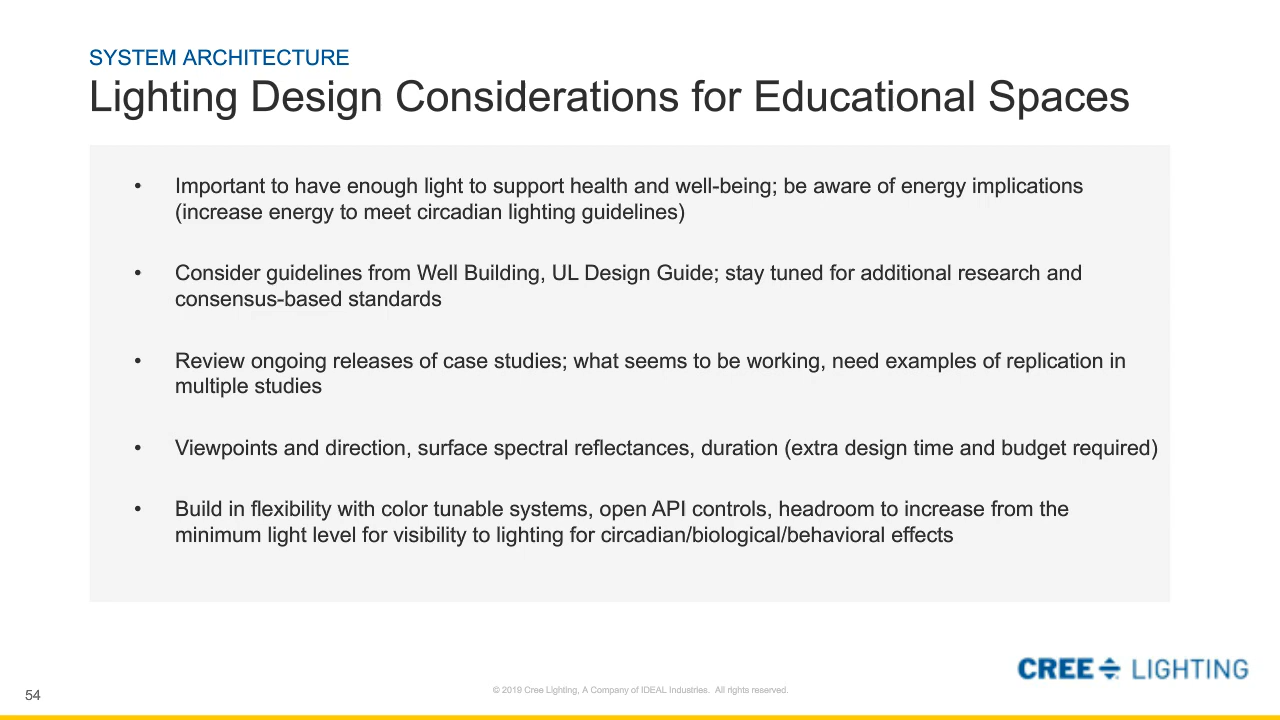 SYSTEM ARCHITECTURE
Lighting Design Considerations for Educational Spaces
• Important to have enough light to support health and well-being; be aware of energy implications
(increase energy to meet circadian lighting guidelines)
• Consider guidelines from Well Building, UL Design Guide; stay tuned for additional research and
consensus-based standards
• Review ongoing releases of case studies; what seems to be working, need examples of replication in
multiple studies
• Viewpoints and direction, surface spectral reflectances, duration (extra design time and budget required)
• Build in flexibility with color tunable systems, open API controls, headroom to increase from the
minimum light level for visibility to lighting for circadian/biological/behavioral effects
CREE LIGHTING
54
© 2019 Cree Lighting, A Company of IDEAL Industries. All rights reserved.